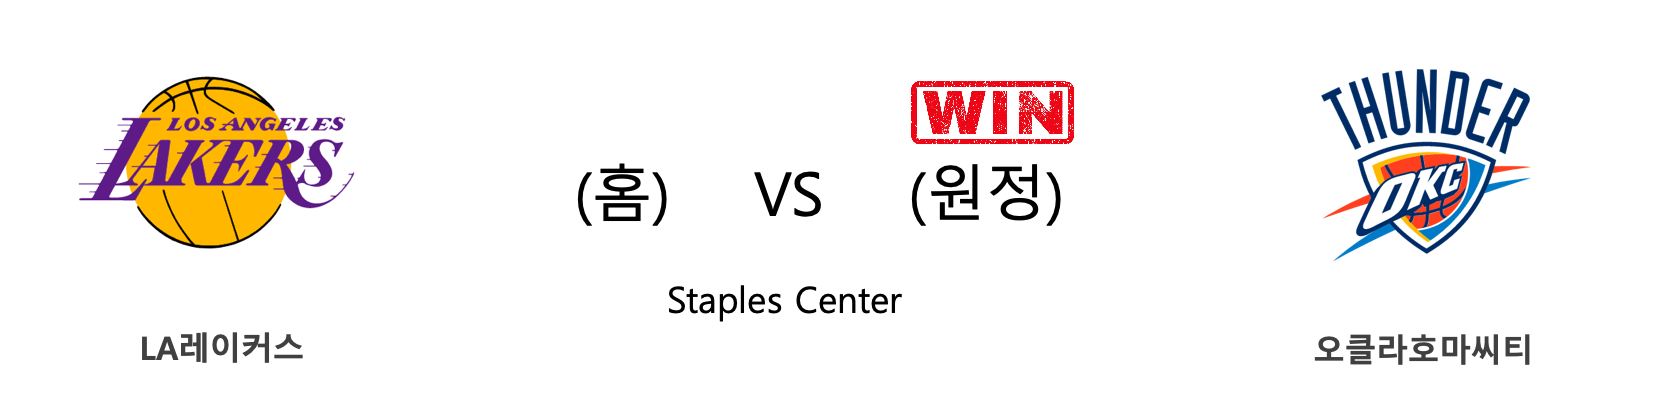 LOS ANGELES
LAKERS
LA레이커스
WIN
(홈) VS (원정)
Staples Center
THUNDER
OKC
오클라호마씨티